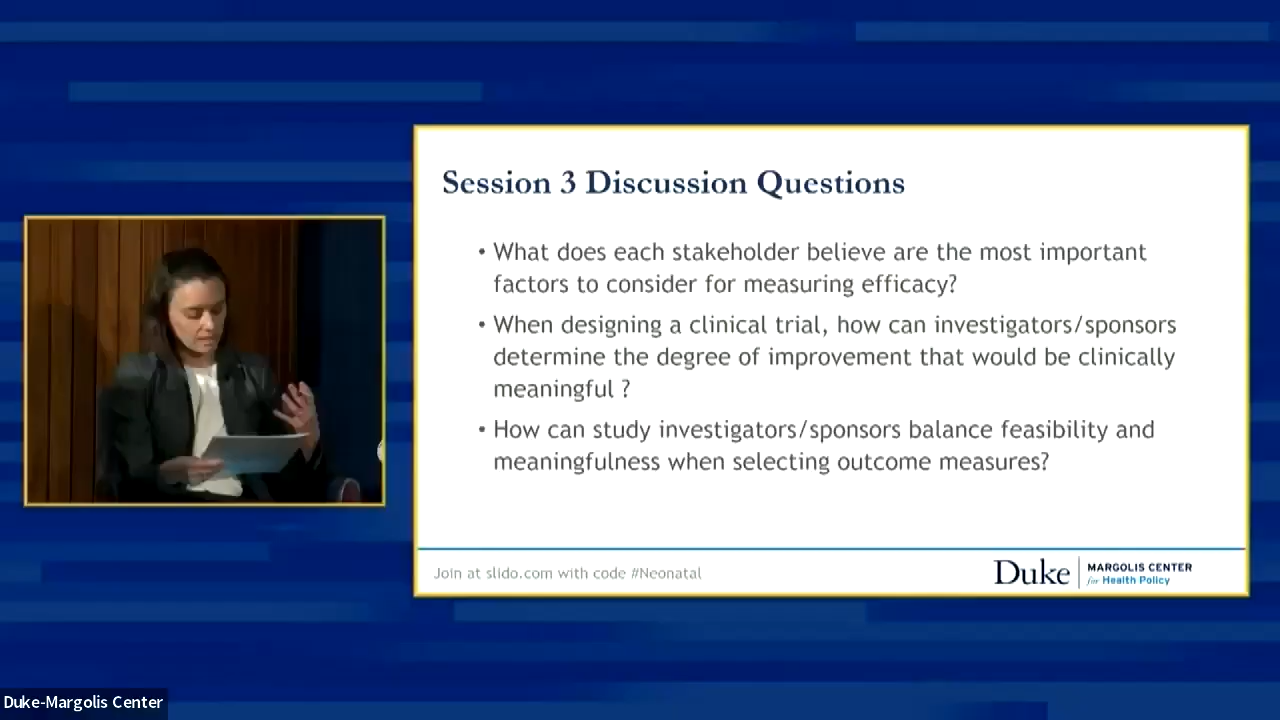 Session 3 Discussion Questions
• What does each stakeholder believe are the most important
factors to consider for measuring efficacy?
• When designing a clinical trial, how can investigators/sponsors
determine the degree of improvement that would be clinically
meaningful ?
• How can study investigators/sponsors balance feasibility and
meaningfulness when selecting outcome measures?
Join at slido.com with code #Neonatal
Duke
MARGOLIS CENTER
for Health Policy
Duke-Margolis Center